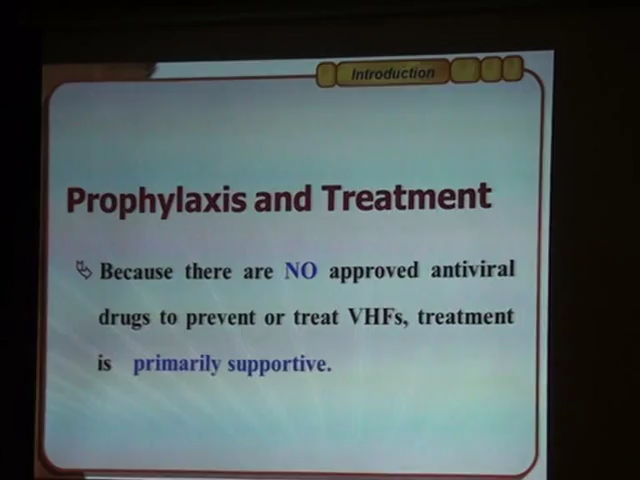 Introduction
Prophylaxis and Treatment
Because there are NO approved antiviral
drugs to prevent or treat VHFs, treatment
is primarily supportive.